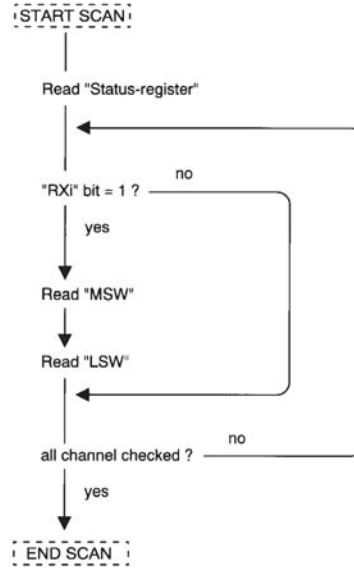 START SCAN
Read "Status-register"
"RXi" bit = 1 ?
no
yes
Read "MSW"
Read "LSW"
all channel checked ?
no
yes
END SCAN